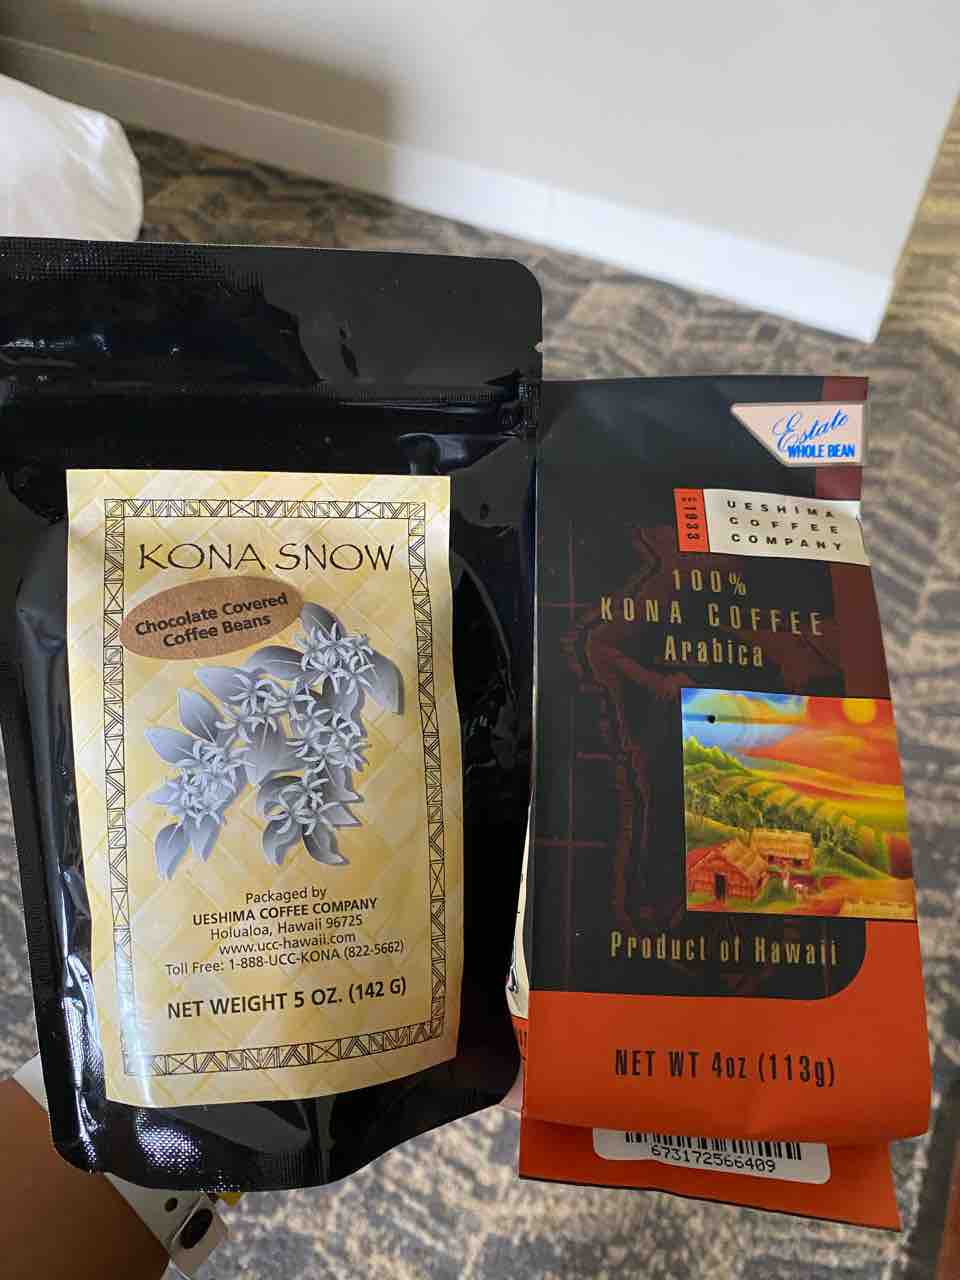 KONA SNOW
Chocolate Covered
Coffee Beans
Packaged by
UESHIMA COFFEE COMPANY
Holualoa, Hawaii 96725
www.ucc-hawaii.com
Toll Free: 1-888-UCC-KONA (822-5662)
NET WEIGHT 5 OZ. (142 G)
Estate
WHOLE BEAN
1933
UESHIMA
COFFEE
COMPANY
100%
KONA COFFEE
Arabica
Product of Hawaii
NET WT 4oz (113g)
673172566409